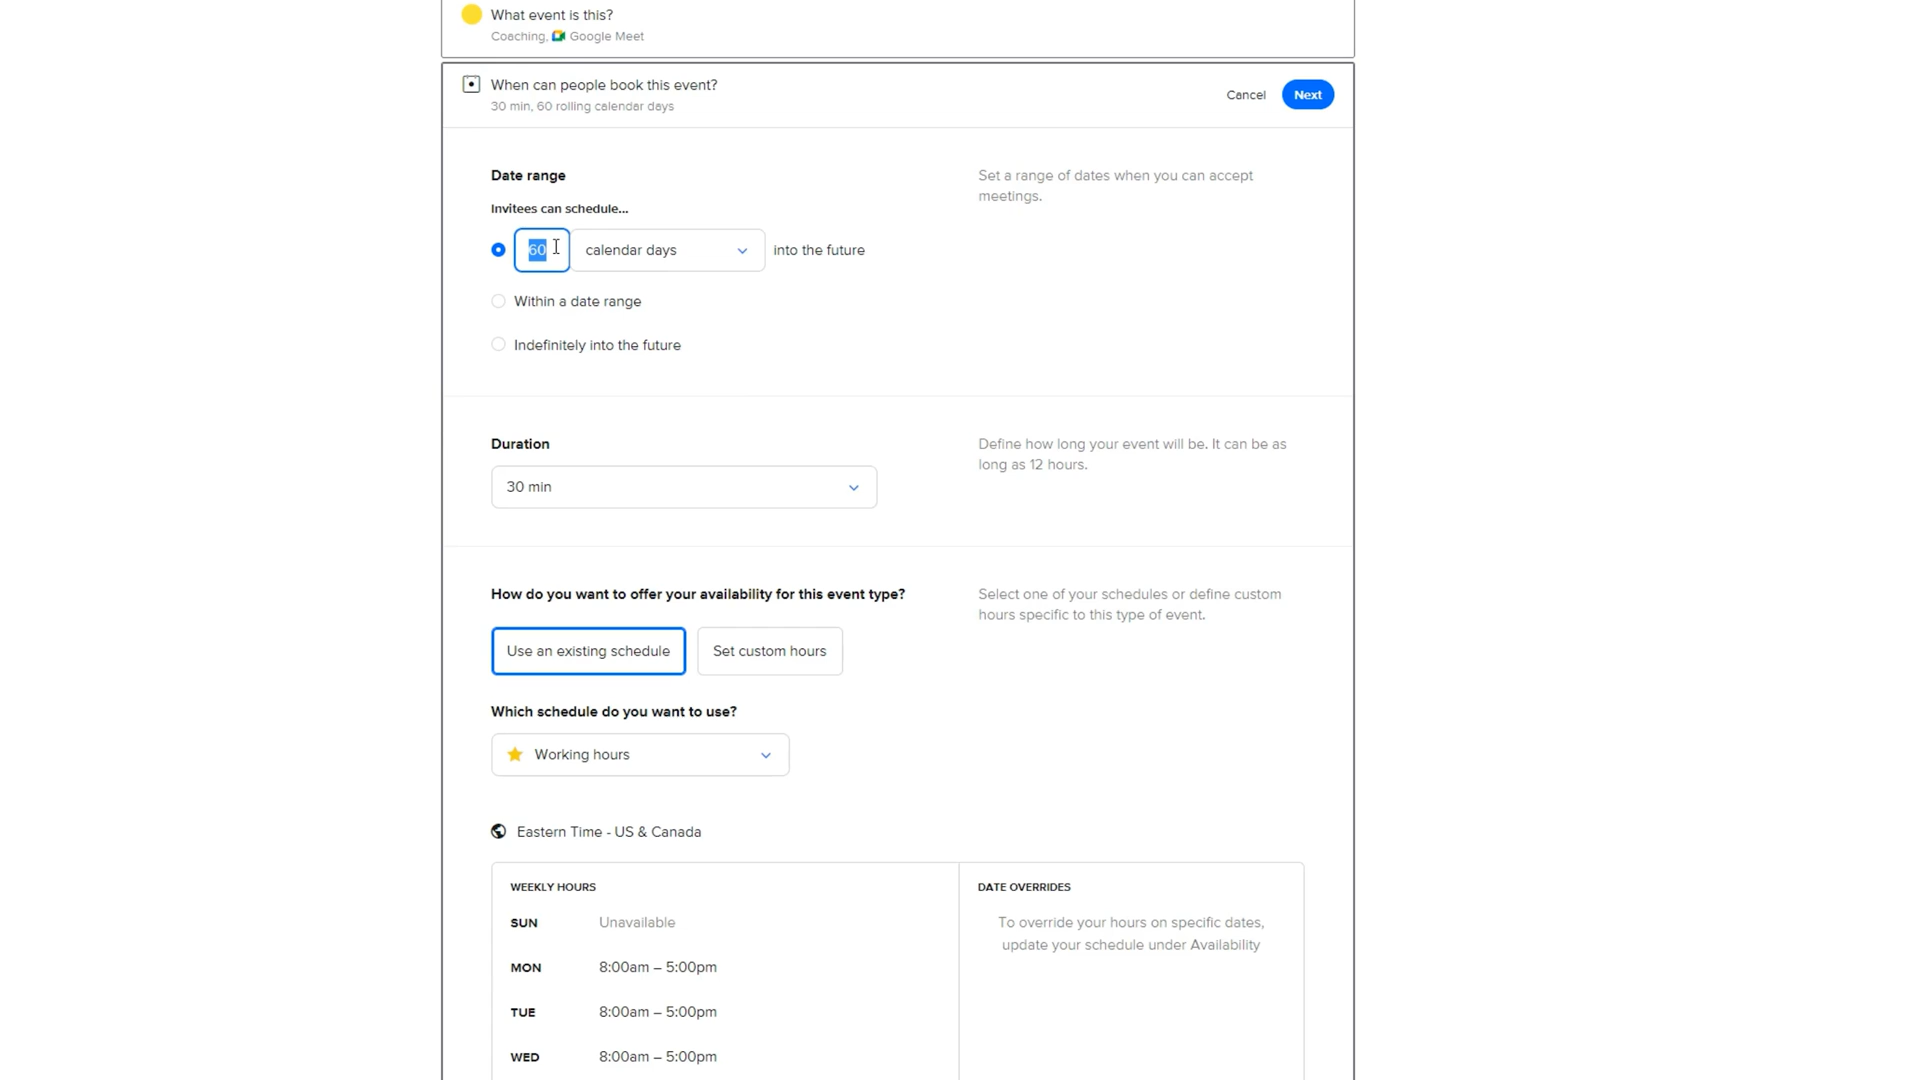 What event is this?
Coaching, Google Meet
When can people book this event?
30 min, 60 rolling calendar days
Cancel
Next
Date range
Set a range of dates when you can accept
meetings.
Invitees can schedule...
60 calendar days into the future
Within a date range
Indefinitely into the future
Duration
Define how long your event will be. It can be as
long as 12 hours.
30 min
How do you want to offer your availability for this event type?
Select one of your schedules or define custom
hours specific to this type of event.
Use an existing schedule
Set custom hours
Which schedule do you want to use?
Working hours
Eastern Time - US & Canada
WEEKLY HOURS
SUN Unavailable
MON 8:00am – 5:00pm
TUE 8:00am – 5:00pm
WED 8:00am – 5:00pm
DATE OVERRIDES
To override your hours on specific dates,
update your schedule under Availability